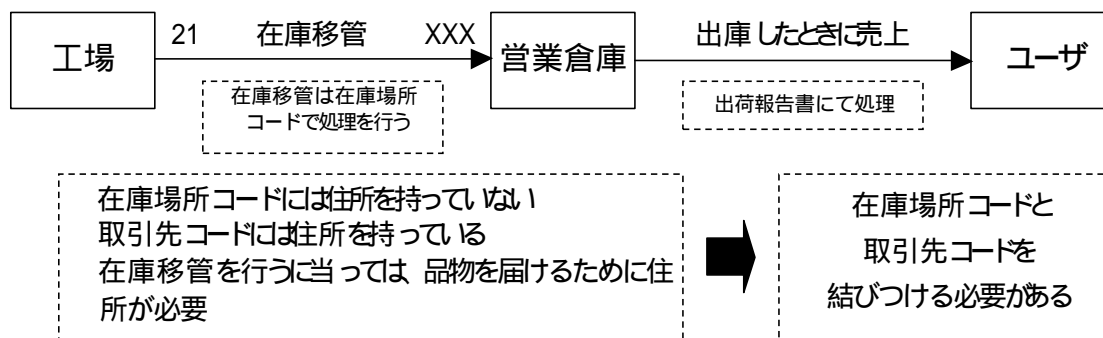 工場
21 在庫移管 XXX
営業倉庫
出庫したときに売上
ユーザ
在庫移管は在庫場所
コードで処理を行う
出荷報告書にて処理
在庫場所コードには住所を持っていない
取引先コードには住所を持っている
在庫移管を行うに当っては、品物を届けるために住
所が必要
在庫場所コードと
取引先コードを
結びつける必要がある